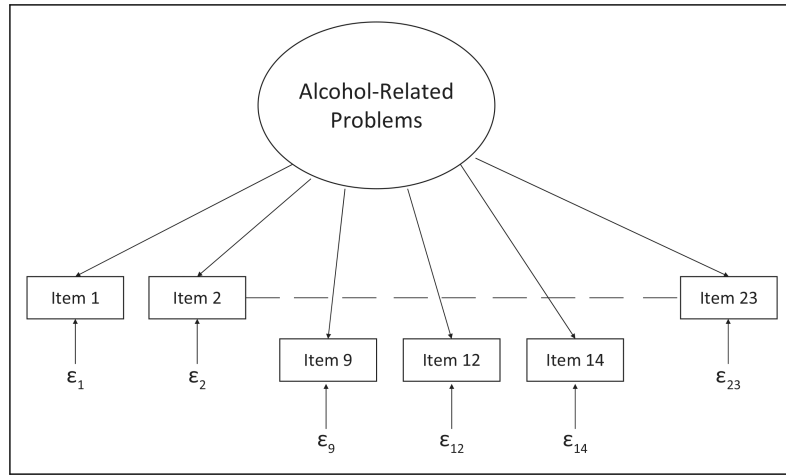 Alcohol-Related
Problems
Item 1
Item 2
Item 23
Item 9
Item 12
Item 14
ε1
ε2
ε23
ε9
ε12
ε14